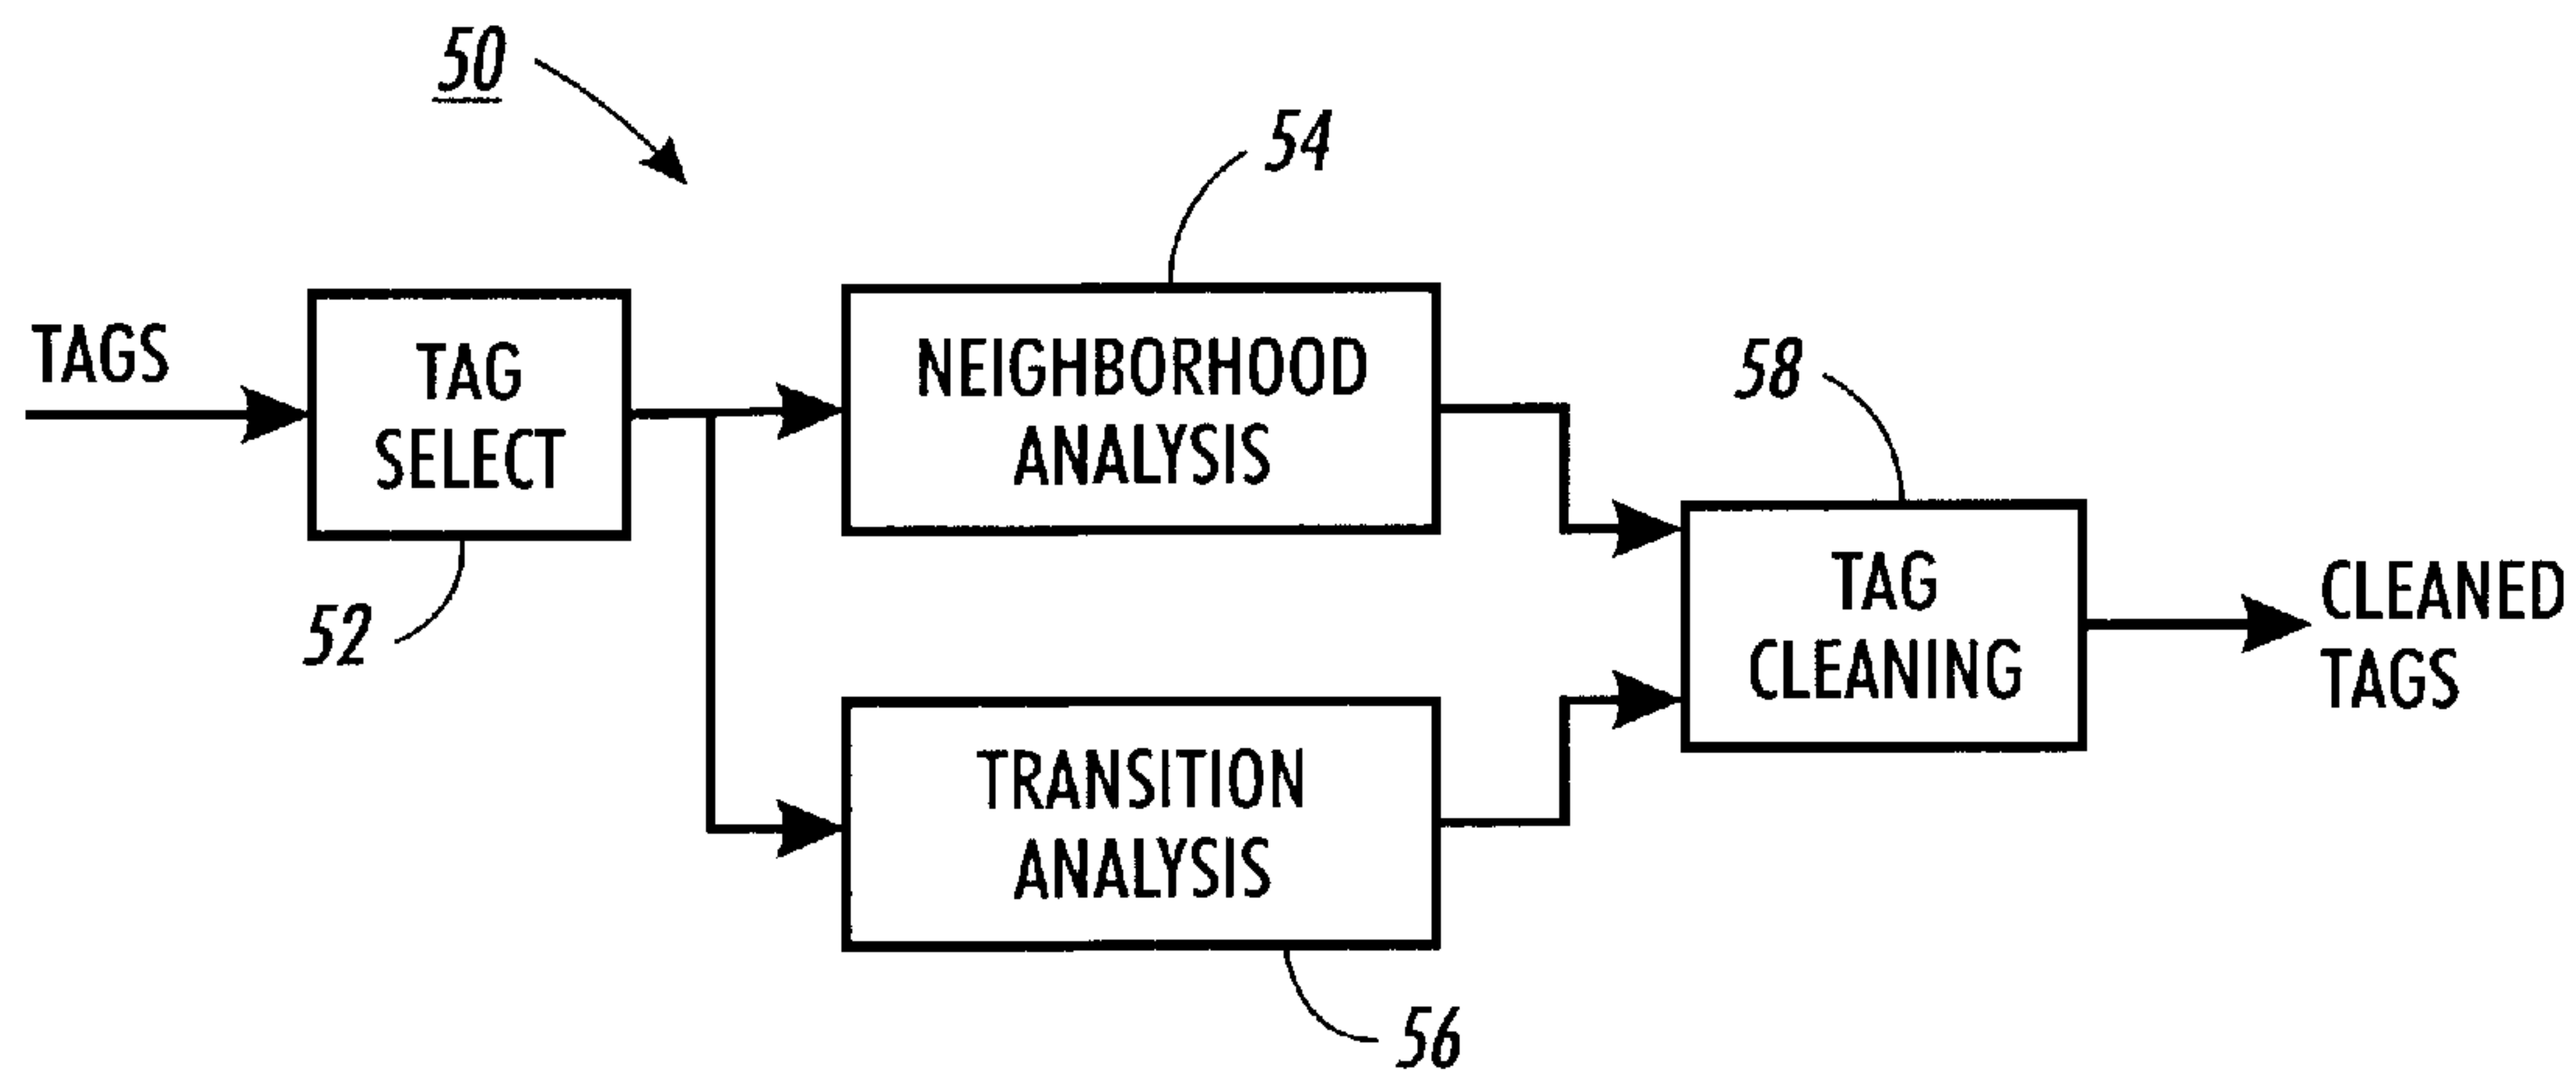 50
54
TAGS
TAG
SELECT
NEIGHBORHOOD
ANALYSIS
58
52
TAG
CLEANING
CLEANED
TAGS
TRANSITION
ANALYSIS
56